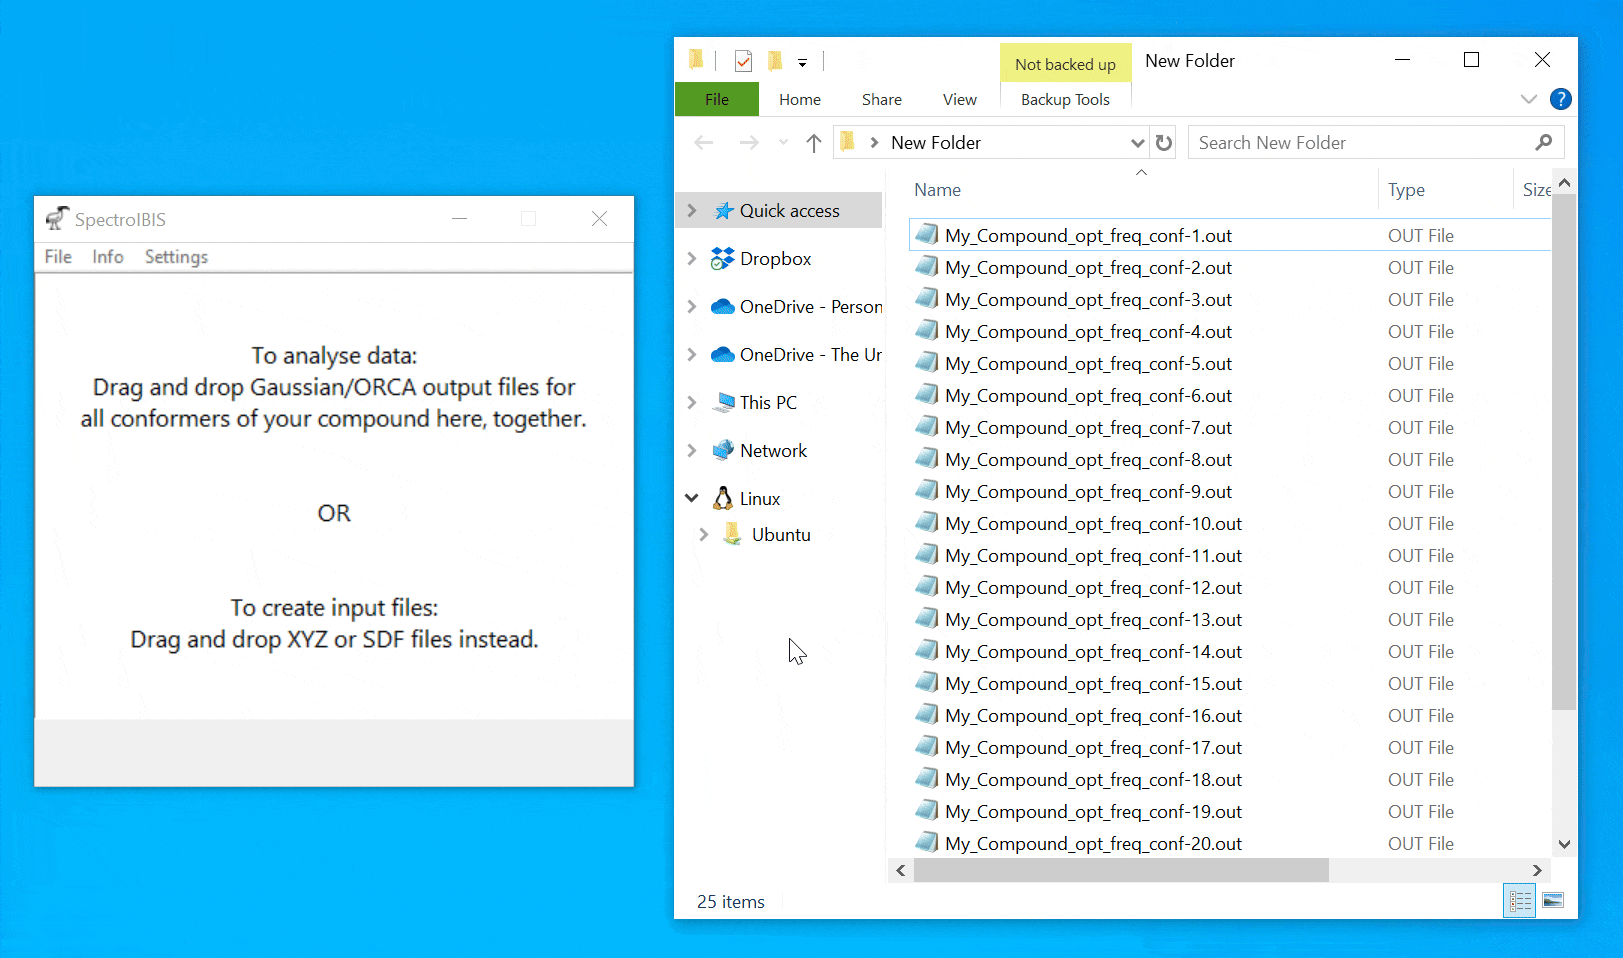 SpectroIBIS
File Info Settings
To analyse data:
Drag and drop Gaussian/ORCA output files for
all conformers of your compound here, together.
OR
To create input files:
Drag and drop XYZ or SDF files instead.
Not backed up New Folder
File Home Share View Backup Tools
New Folder
Search New Folder
Quick access
Dropbox
OneDrive - Person
OneDrive - The Ur
This PC
Network
Linux
Ubuntu
Name Type Size
My_Compound_opt_freq_conf-1.out OUT File
My_Compound_opt_freq_conf-2.out OUT File
My_Compound_opt_freq_conf-3.out OUT File
My_Compound_opt_freq_conf-4.out OUT File
My_Compound_opt_freq_conf-5.out OUT File
My_Compound_opt_freq_conf-6.out OUT File
My_Compound_opt_freq_conf-7.out OUT File
My_Compound_opt_freq_conf-8.out OUT File
My_Compound_opt_freq_conf-9.out OUT File
My_Compound_opt_freq_conf-10.out OUT File
My_Compound_opt_freq_conf-11.out OUT File
My_Compound_opt_freq_conf-12.out OUT File
My_Compound_opt_freq_conf-13.out OUT File
My_Compound_opt_freq_conf-14.out OUT File
My_Compound_opt_freq_conf-15.out OUT File
My_Compound_opt_freq_conf-16.out OUT File
My_Compound_opt_freq_conf-17.out OUT File
My_Compound_opt_freq_conf-18.out OUT File
My_Compound_opt_freq_conf-19.out OUT File
My_Compound_opt_freq_conf-20.out OUT File
25 items